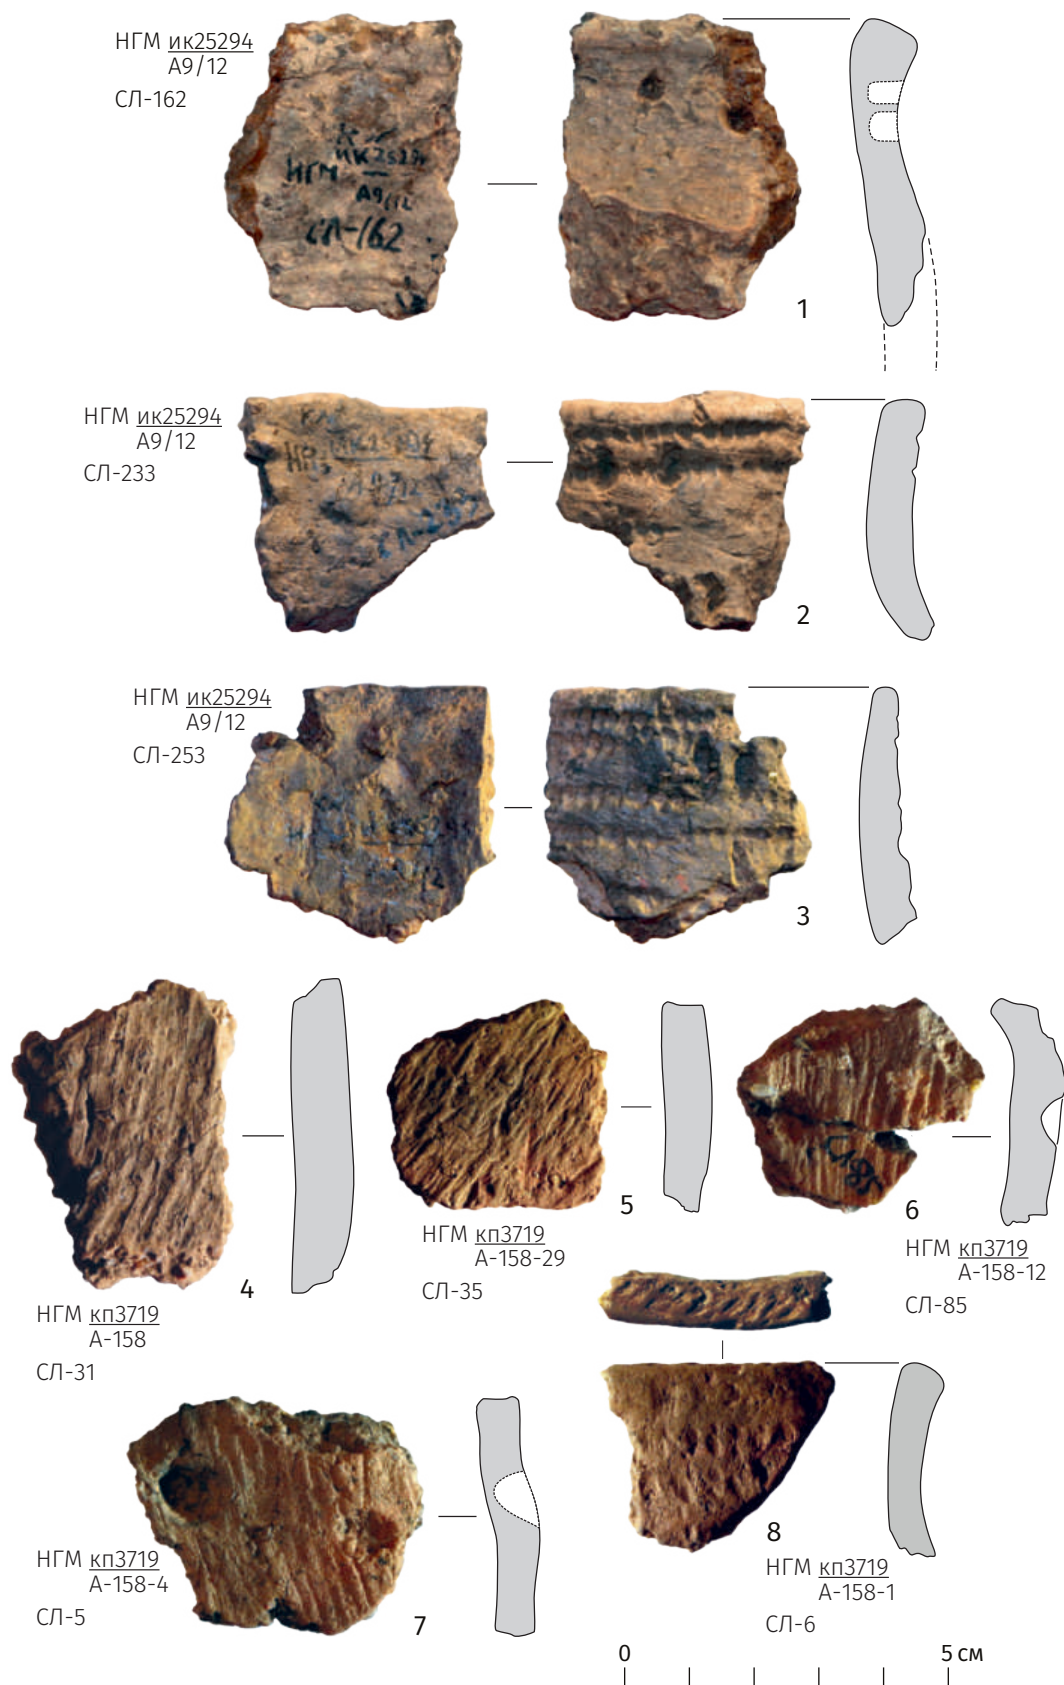 НГМ ик25294
А9/12
СЛ-162
НГМ ик2529
А9/12
СЛ-162
1
НГМ ик25294
А9/12
СЛ-233
2
НГМ ик25294
А9/12
СЛ-253
3
4
НГМ кп3719
А-158
СЛ-31
5
НГМ кп3719
А-158-29
СЛ-35
6
НГМ кп3719
А-158-12
СЛ-85
7
НГМ кп3719
А-158-4
СЛ-5
8
НГМ кп3719
А-158-1
СЛ-6
0 5 см